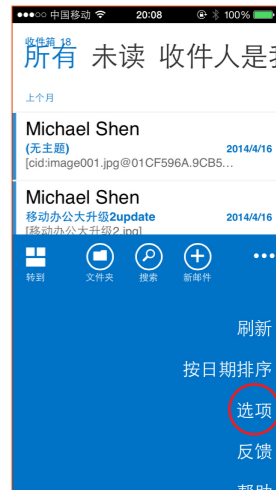 中国移动 20:08 100%
收件箱 18
所有 未读 收件人是我
上个月
Michael Shen
(无主题) 2014/4/16
[cid:image001.jpg@01CF596A.9CB5...
Michael Shen
移动办公大升级2update 2014/4/16
[移动办公大升级2.jpg]
转到 文件夹 搜索 新邮件
刷新
按日期排序
选项
反馈
帮助